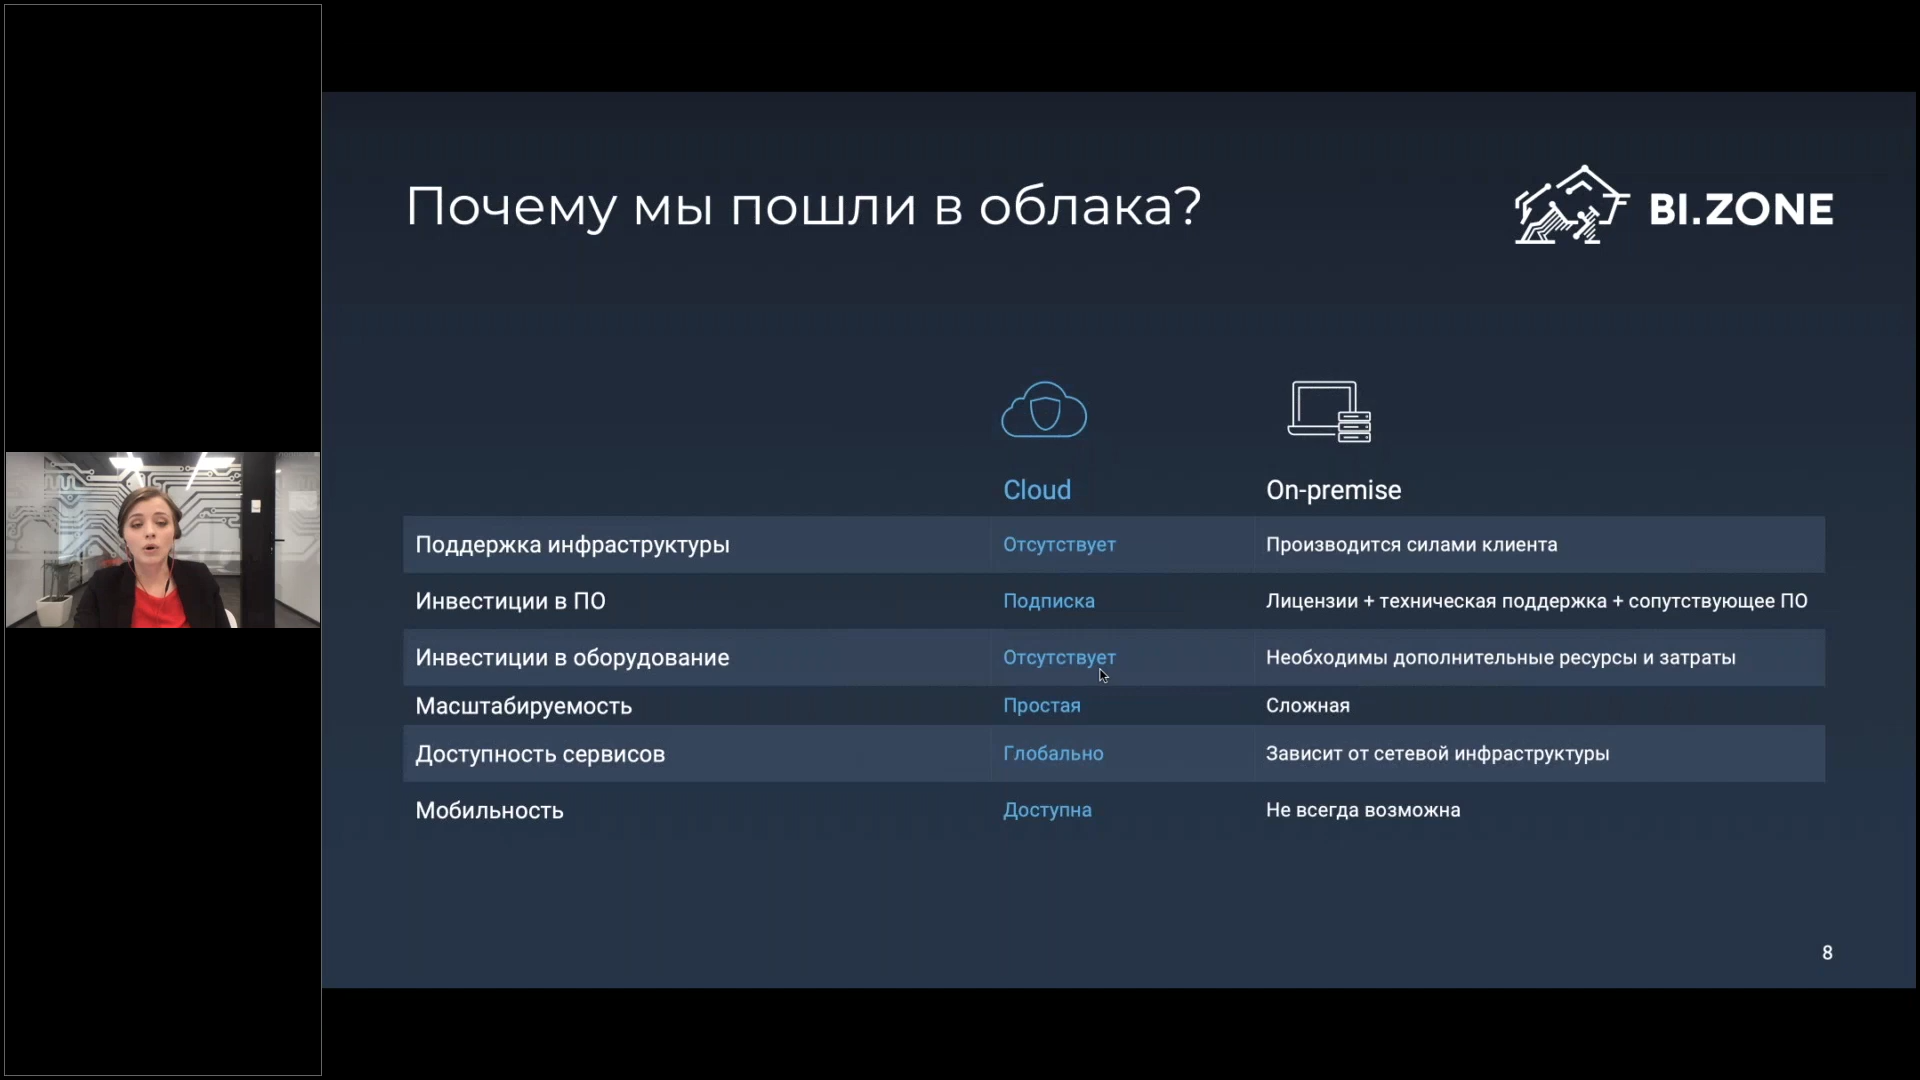 Почему мы пошли в облака?
BI.ZONE
Cloud On-premise
Поддержка инфраструктуры Отсутствует Производится силами клиента
Инвестиции в ПО Подписка Лицензии + техническая поддержка + сопутствующее ПО
Инвестиции в оборудование Отсутствует Необходимы дополнительные ресурсы и затраты
Масштабируемость Простая Сложная
Доступность сервисов Глобально Зависит от сетевой инфраструктуры
Мобильность Доступна Не всегда возможна
8